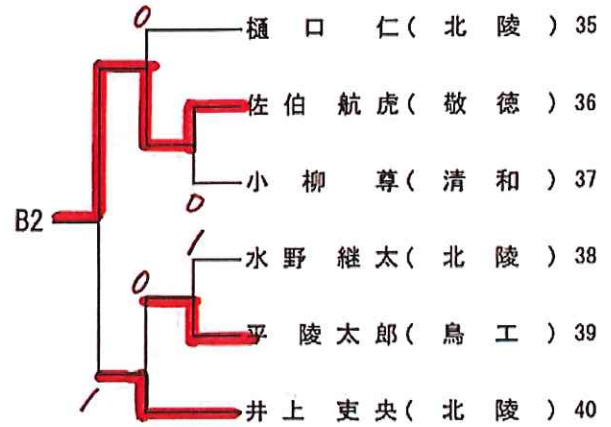 0
樋口 仁(北陵) 35
佐伯航虎(敬徳) 36
小柳 尊(清和) 37
0
B2
1
水野継太(北陵) 38
0
平 陵太郎(鳥工) 39
1
井上吏央(北陵) 40